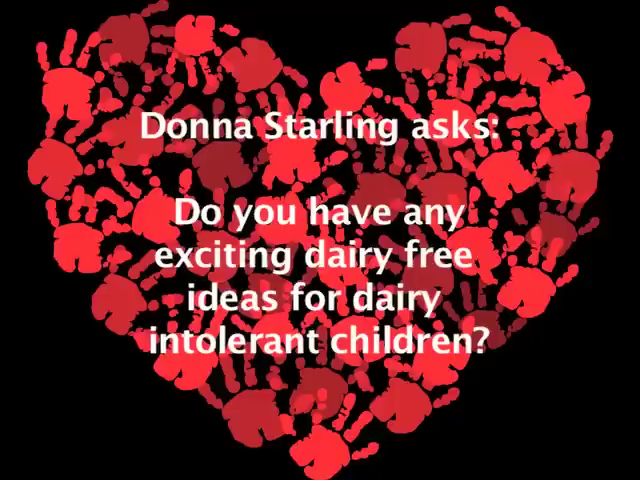 Donna Starling asks:
Do you have any
exciting dairy free
ideas for dairy
intolerant children?